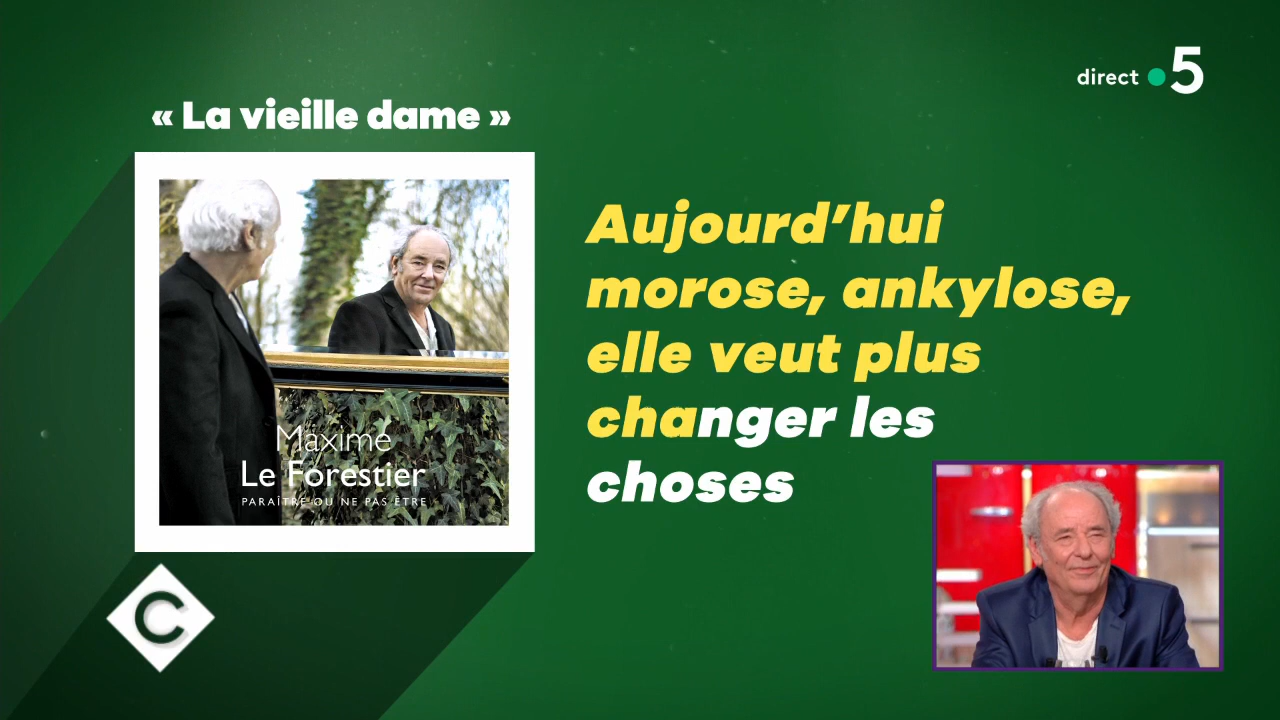 direct 5
« La vieille dame »
Aujourd’hui
morose, ankylose,
elle veut plus
changer les
choses
Maxime
Le Forestier
PARAÎTRE OU NE PAS ÊTRE
C